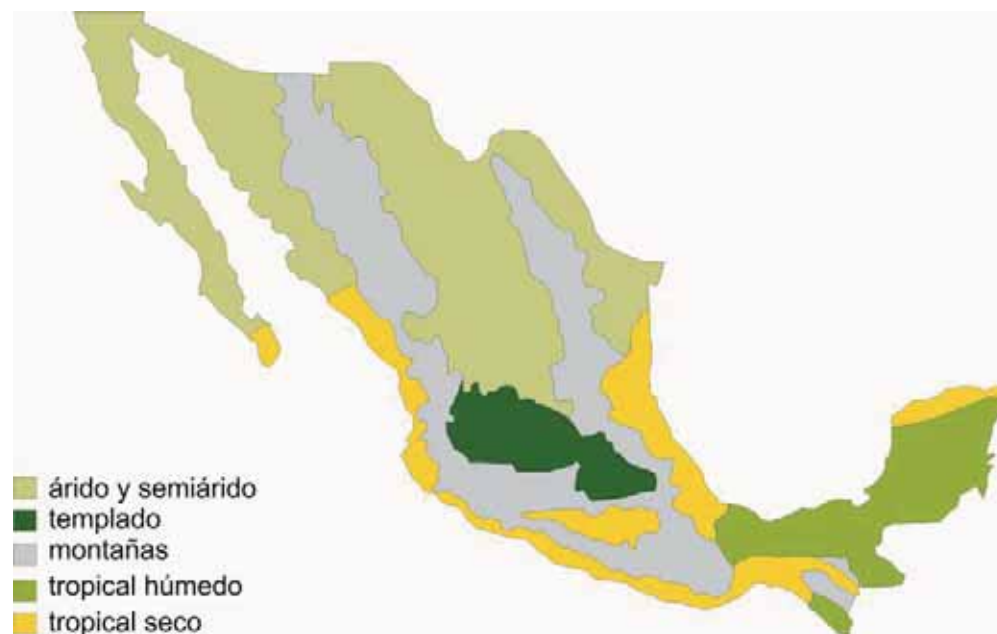 árido y semiárido
templado
montañas
tropical húmedo
tropical seco